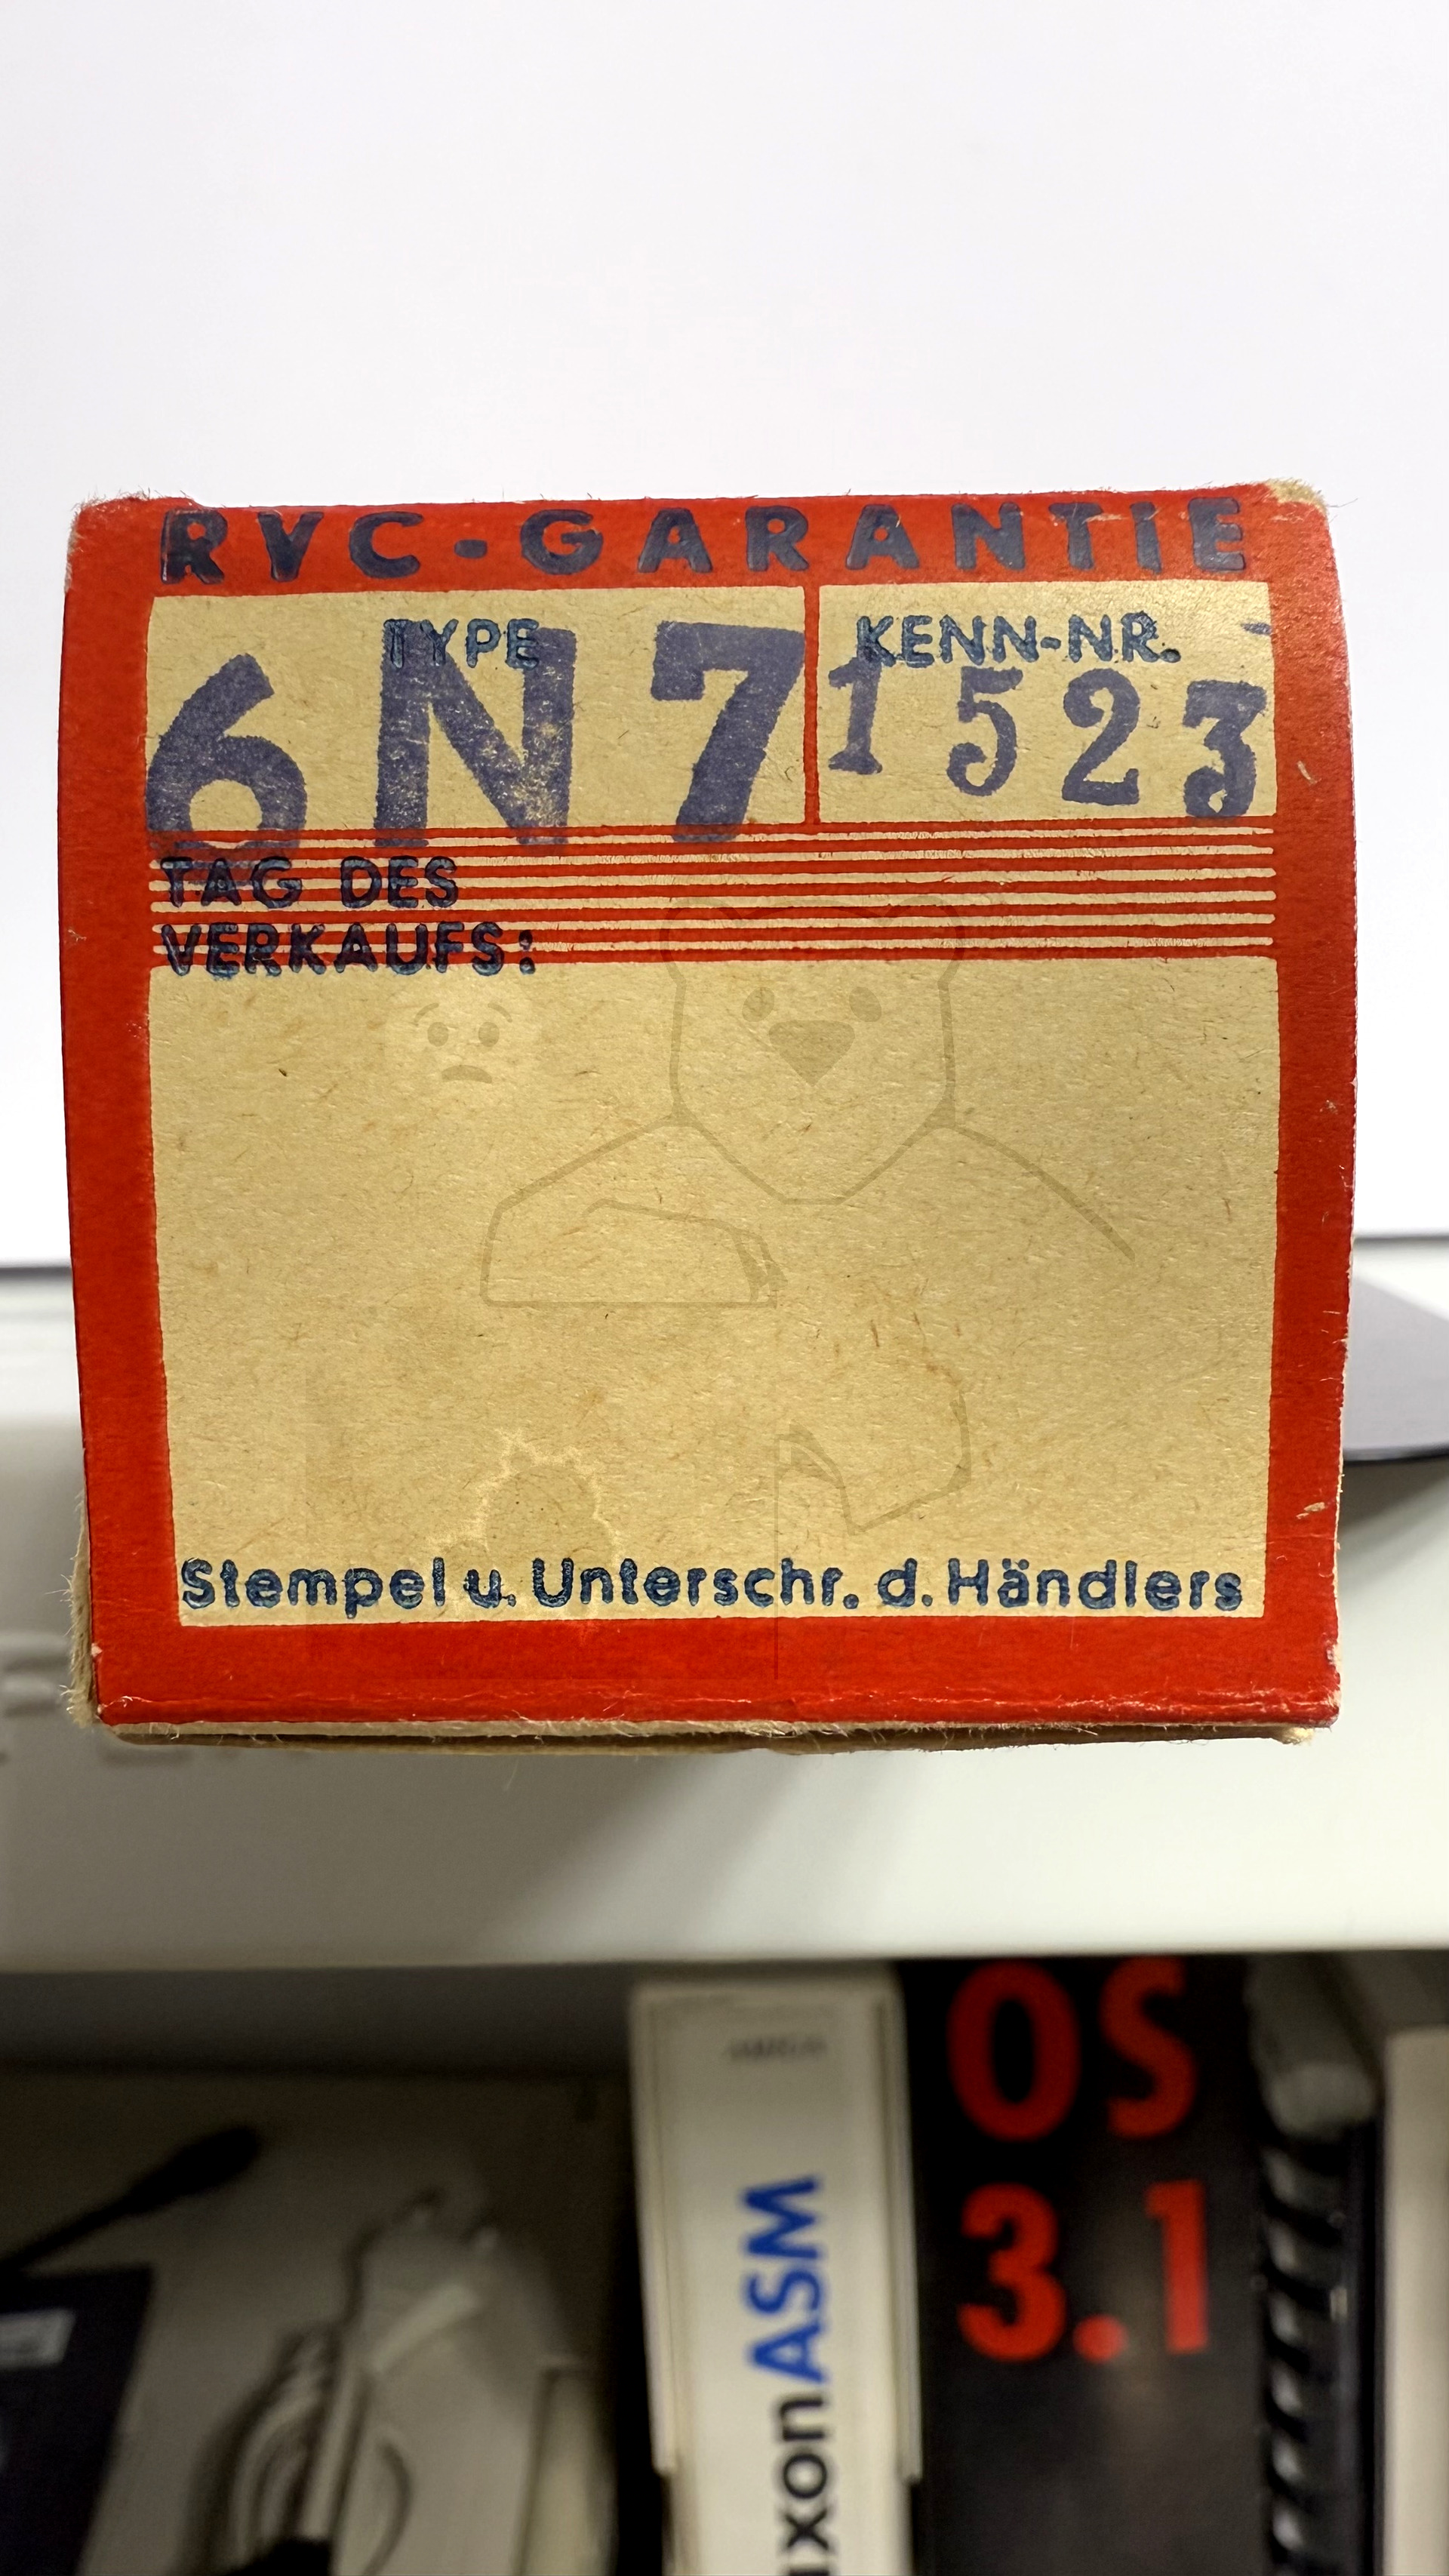 RVC-GARANTIE
TYPE
KENN-NR.
6N7
1523
TAG DES
VERKAUFS:
Stempel u. Unterschr. d. Händlers
OS
3.1
ASM